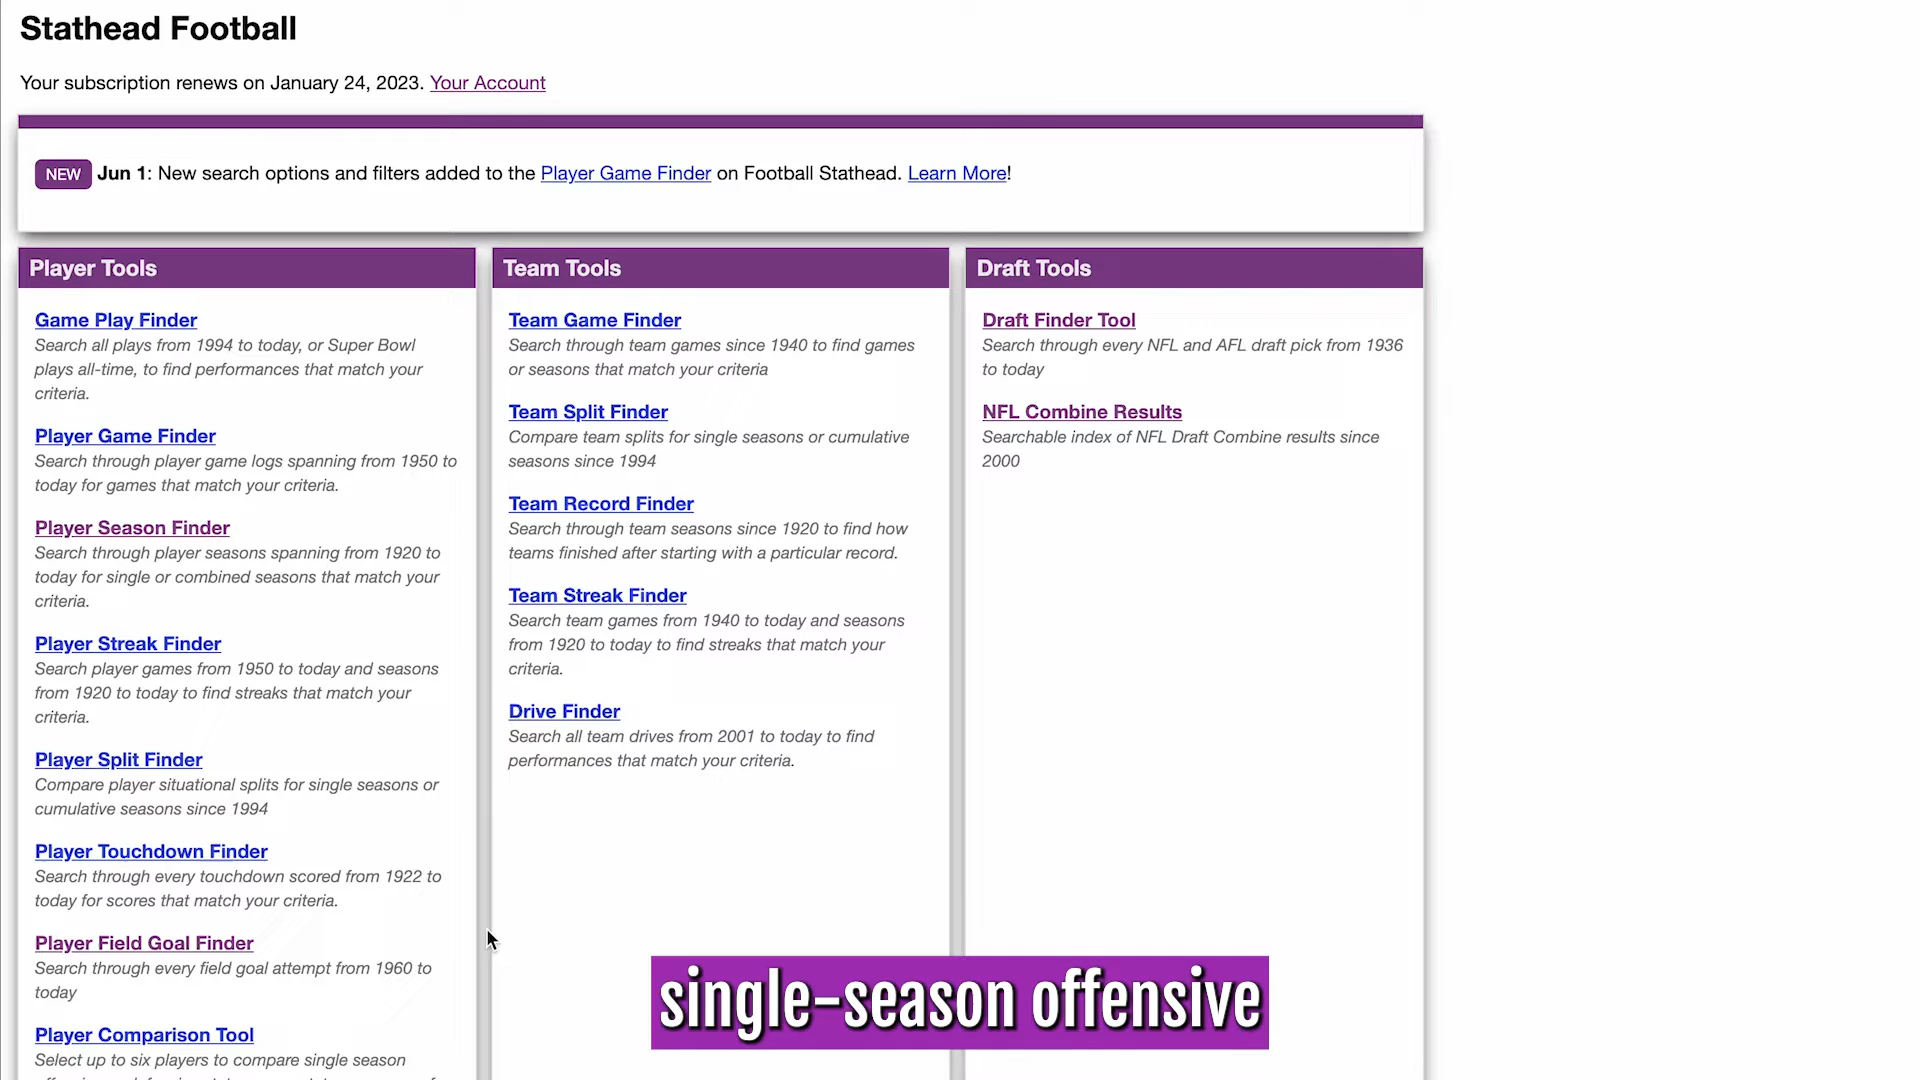 Stathead Football
Your subscription renews on January 24, 2023. Your Account
NEW Jun 1: New search options and filters added to the Player Game Finder on Football Stathead. Learn More!
Player Tools
Game Play Finder
Search all plays from 1994 to today, or Super Bowl
plays all-time, to find performances that match your
criteria.
Player Game Finder
Search through player game logs spanning from 1950 to
today for games that match your criteria.
Player Season Finder
Search through player seasons spanning from 1920 to
today for single or combined seasons that match your
criteria.
Player Streak Finder
Search player games from 1950 to today and seasons
from 1920 to today to find streaks that match your
criteria.
Player Split Finder
Compare player situational splits for single seasons or
cumulative seasons since 1994
Player Touchdown Finder
Search through every touchdown scored from 1922 to
today for scores that match your criteria.
Player Field Goal Finder
Search through every field goal attempt from 1960 to
today
Player Comparison Tool
Select up to six players to compare single season
Team Tools
Team Game Finder
Search through team games since 1940 to find games
or seasons that match your criteria
Team Split Finder
Compare team splits for single seasons or cumulative
seasons since 1994
Team Record Finder
Search through team seasons since 1920 to find how
teams finished after starting with a particular record.
Team Streak Finder
Search team games from 1940 to today and seasons
from 1920 to today to find streaks that match your
criteria.
Drive Finder
Search all team drives from 2001 to today to find
performances that match your criteria.
Draft Tools
Draft Finder Tool
Search through every NFL and AFL draft pick from 1936
to today
NFL Combine Results
Searchable index of NFL Draft Combine results since
2000
single-season offensive